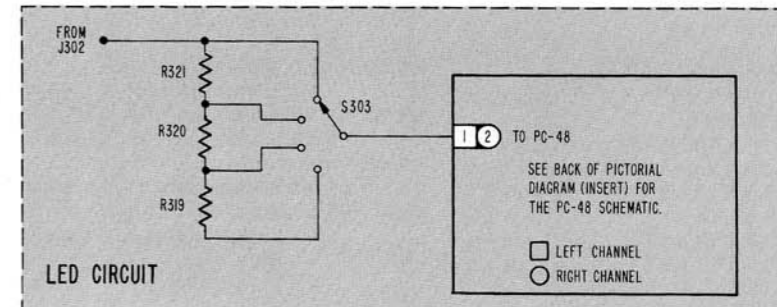 FROM
J302
R321
R320
R319
S303
1 2 TO PC-48
SEE BACK OF PICTORIAL
DIAGRAM (INSERT) FOR
THE PC-48 SCHEMATIC.
LEFT CHANNEL
RIGHT CHANNEL
LED CIRCUIT